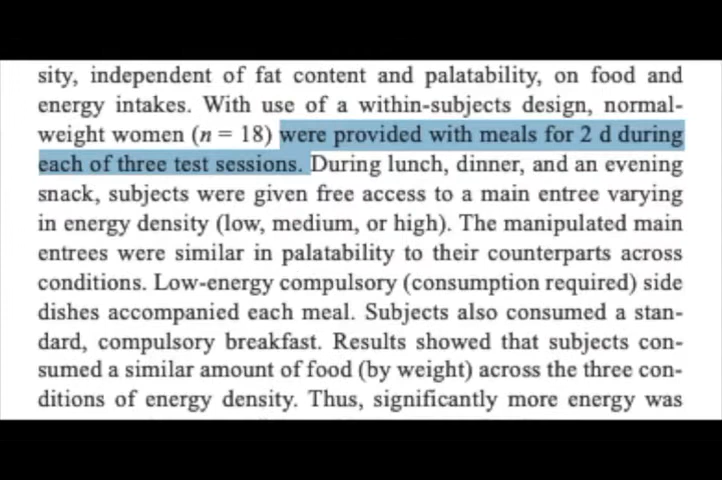 sity, independent of fat content and palatability, on food and
energy intakes. With use of a within-subjects design, normal-
weight women (n = 18) were provided with meals for 2 d during
each of three test sessions. During lunch, dinner, and an evening
snack, subjects were given free access to a main entree varying
in energy density (low, medium, or high). The manipulated main
entrees were similar in palatability to their counterparts across
conditions. Low-energy compulsory (consumption required) side
dishes accompanied each meal. Subjects also consumed a stan-
dard, compulsory breakfast. Results showed that subjects con-
sumed a similar amount of food (by weight) across the three con-
ditions of energy density. Thus, significantly more energy was